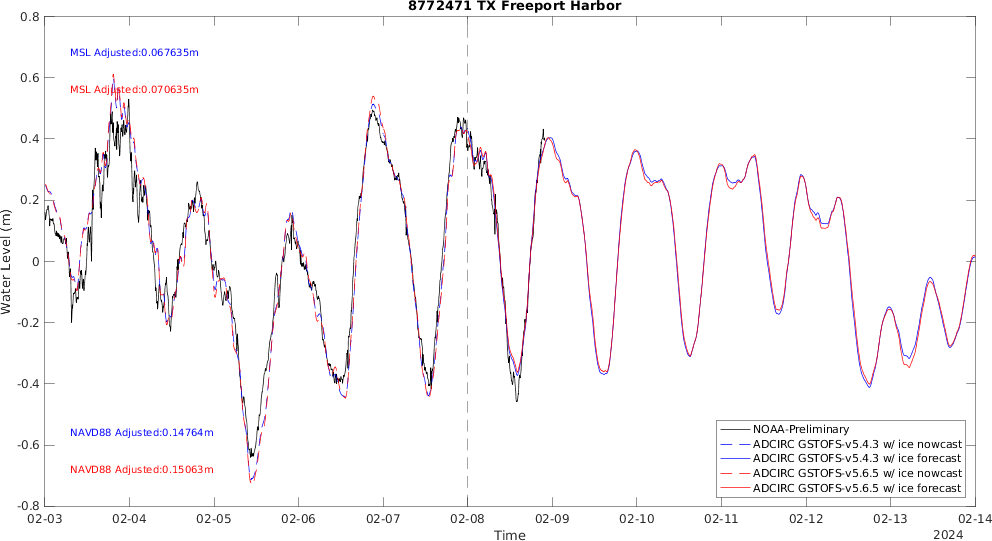 8772471 TX Freeport Harbor
0.8
0.6
0.4
0.2
0
-0.2
-0.4
-0.6
-0.8
Water Level (m)
MSL Adjusted:0.067635m
MSL Adjusted:0.070635m
NAVD88 Adjusted:0.14764m
NAVD88 Adjusted:0.15063m
NOAA-Preliminary
ADCIRC GSTOFS-v5.4.3 w/ ice nowcast
ADCIRC GSTOFS-v5.4.3 w/ ice forecast
ADCIRC GSTOFS-v5.6.5 w/ ice nowcast
ADCIRC GSTOFS-v5.6.5 w/ ice forecast
02-03 02-04 02-05 02-06 02-07 02-08 02-09 02-10 02-11 02-12 02-13 02-14
Time
2024